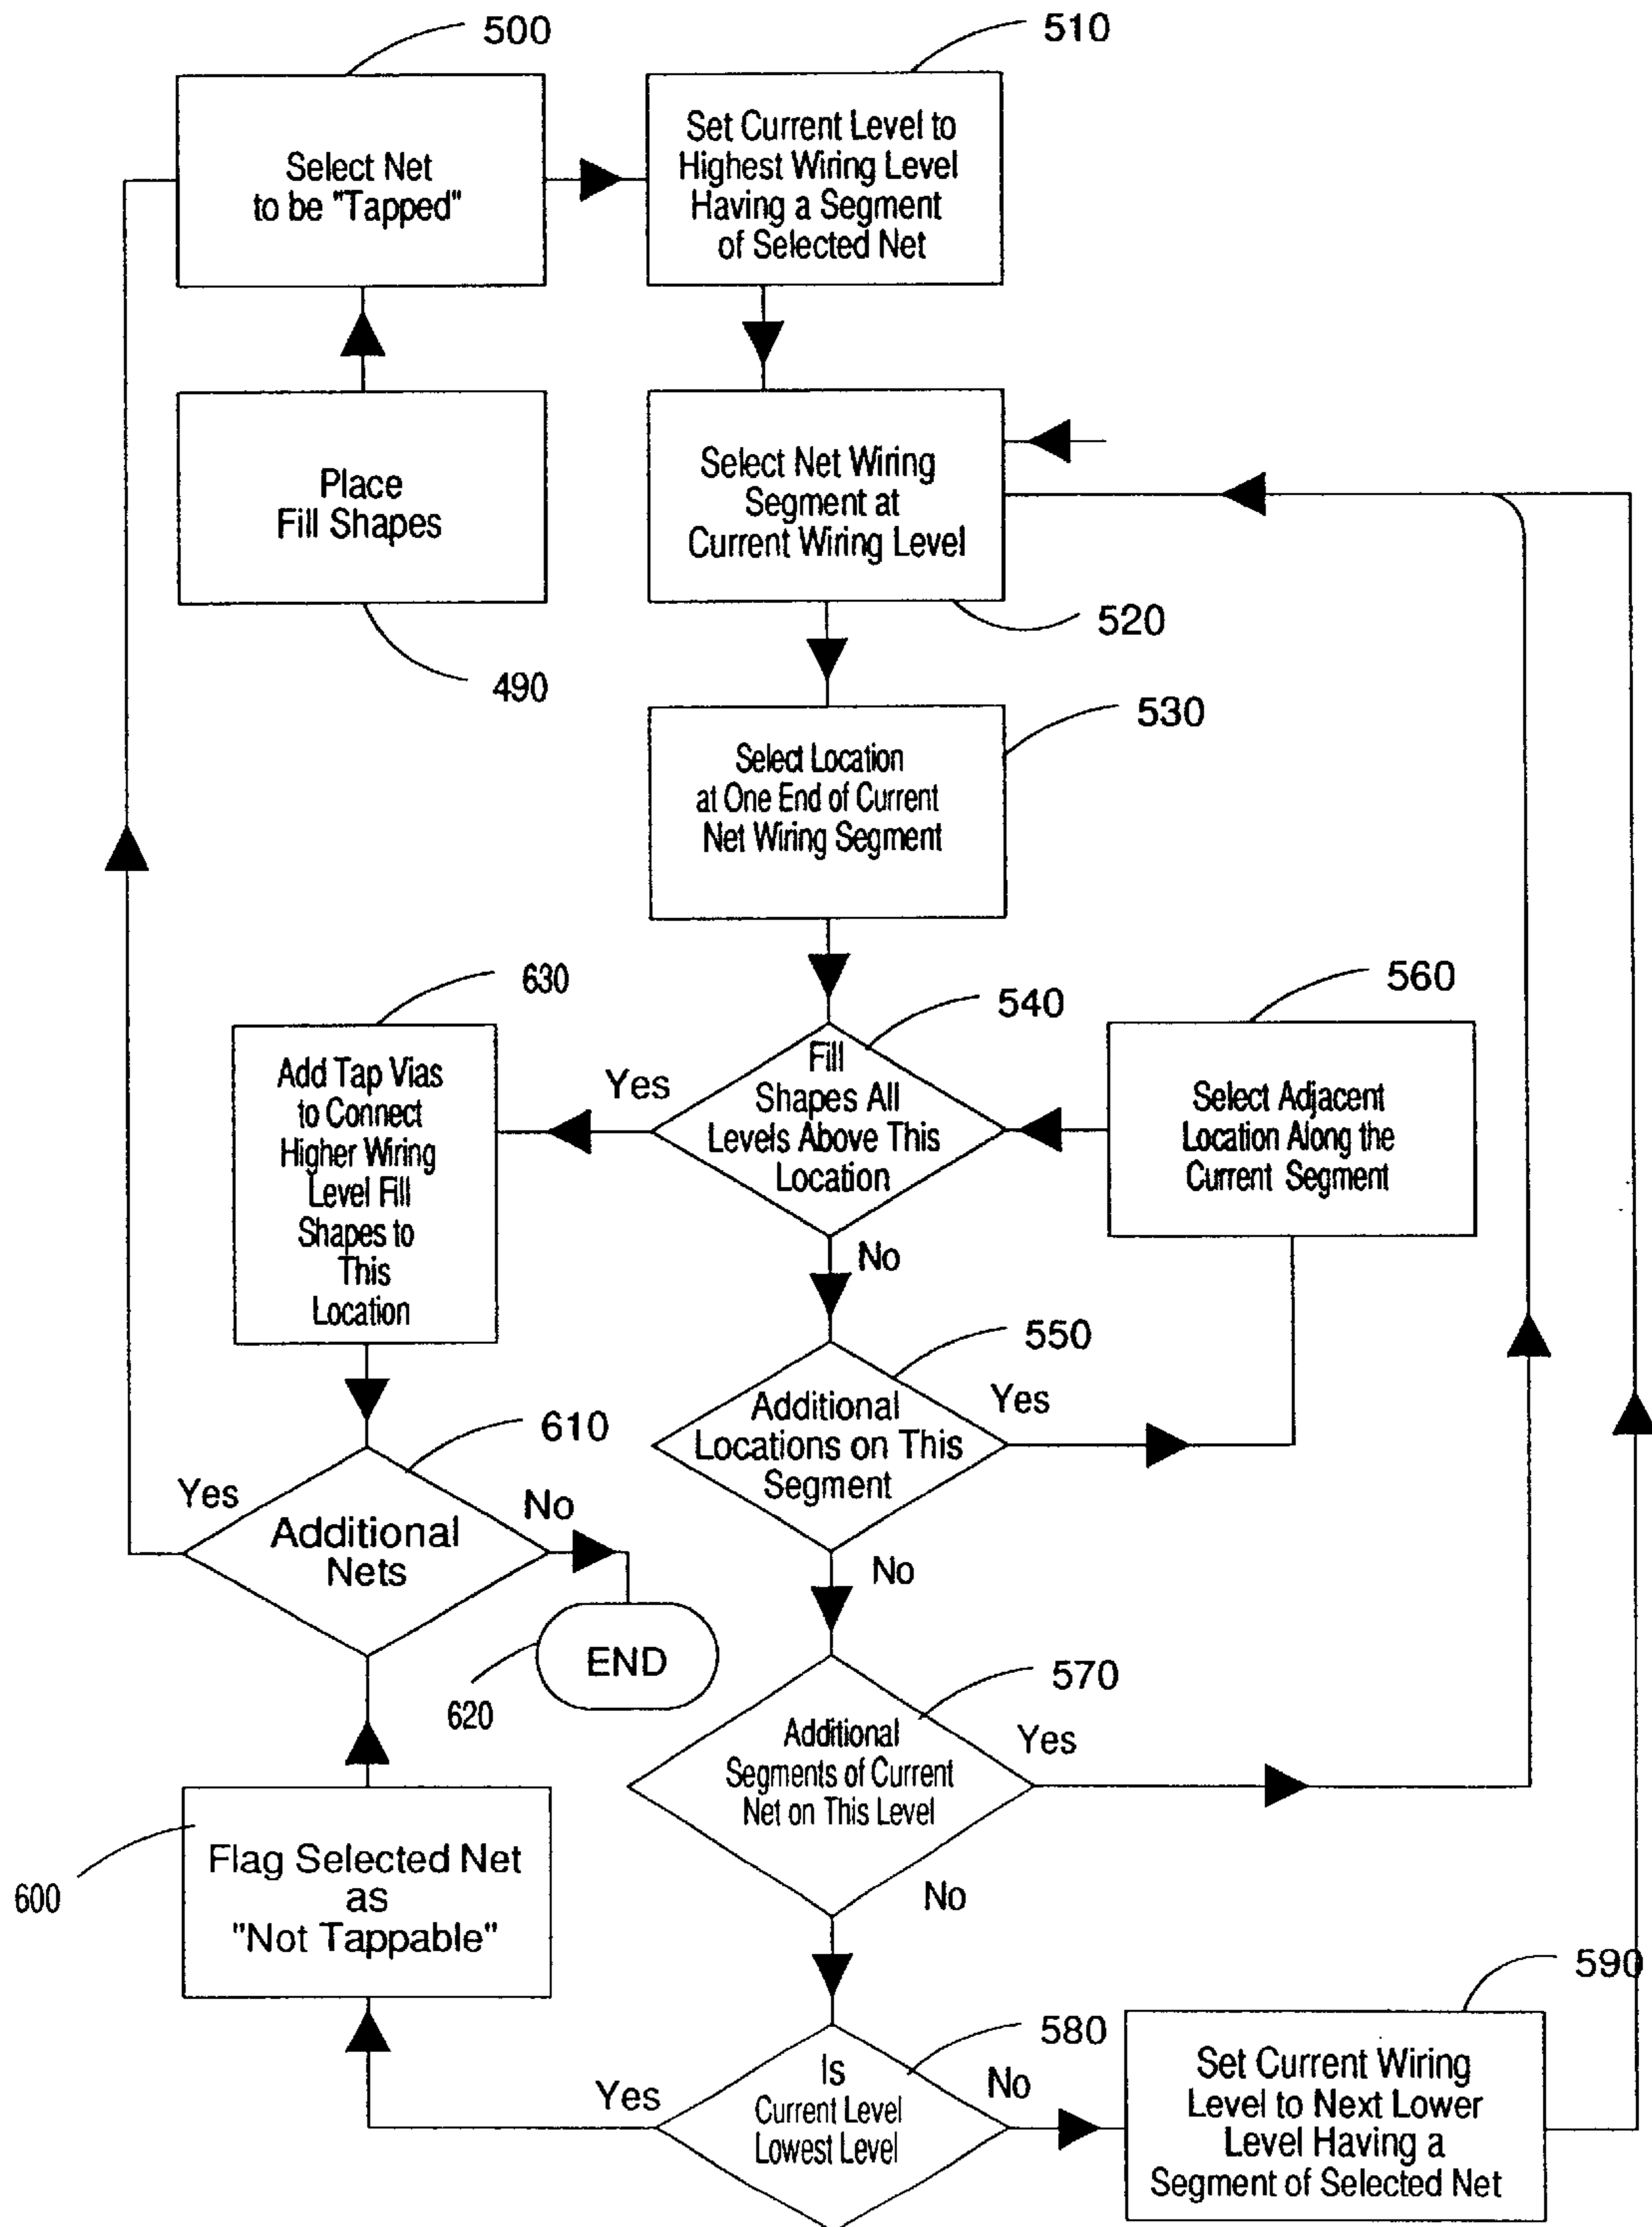 500
Select Net
to be "Tapped"
510
Set Current Level to
Highest Wiring Level
Having a Segment
of Selected Net
Place
Fill Shapes
490
Select Net Wiring
Segment at
Current Wiring Level
520
530
Select Location
at One End of Current
Net Wiring Segment
630
Add Tap Vias
to Connect
Higher Wiring
Level Fill
Shapes to
This
Location
Yes
540
Fill
Shapes All
Levels Above This
Location
No
560
Select Adjacent
Location Along the
Current Segment
550
Additional
Locations on This
Segment
Yes
No
610
Yes
Additional
Nets
No
END
620
570
Additional
Segments of Current
Net on This Level
Yes
No
600
Flag Selected Net
as
"Not Tappable"
580
Yes
Is
Current Level
Lowest Level
No
590
Set Current Wiring
Level to Next Lower
Level Having a
Segment of Selected Net